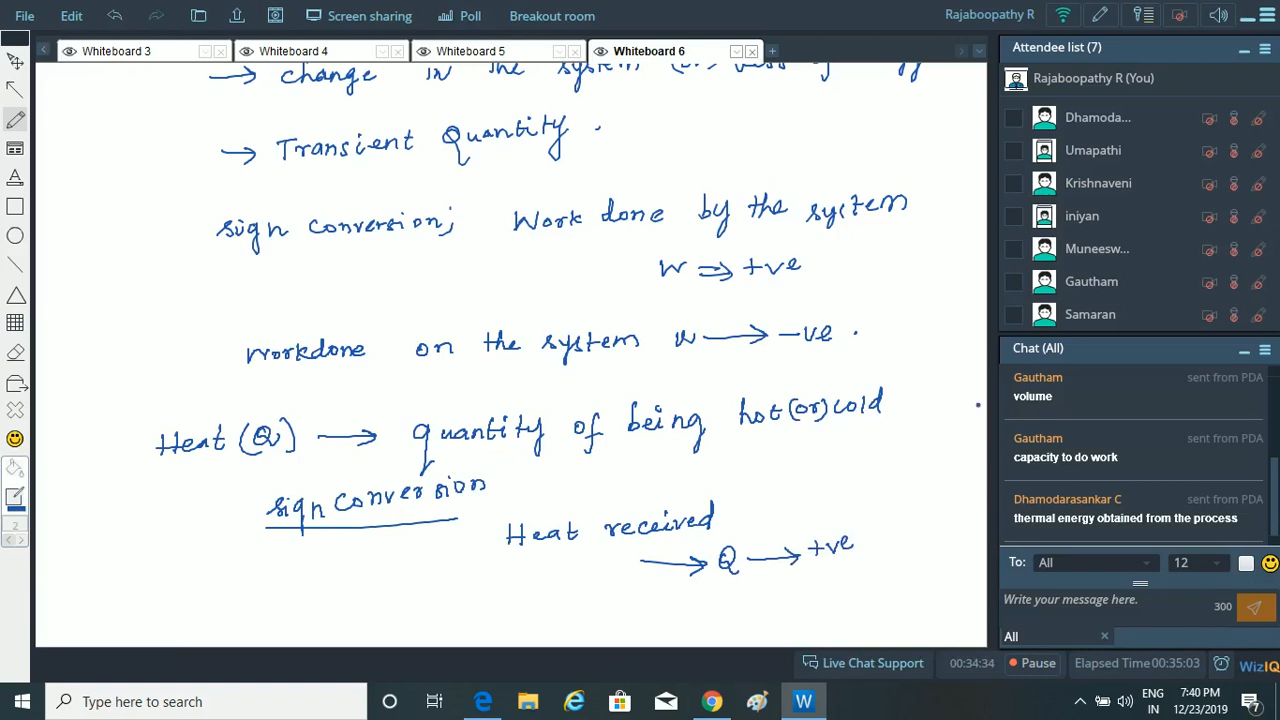 File Edit Screen sharing Poll Breakout room Rajaboopathy R
Whiteboard 3 Whiteboard 4 Whiteboard 5 Whiteboard 6
→ change in the system (or)
→ Transient Quantity .
sign conversion; Work done by the system
W ⇒ +ve
Workdone on the system W → -ve .
Heat (Q) → quantity of being hot (or) cold
sign conversion
Heat received
→ Q → +ve
Attendee list (7)
Rajaboopathy R (You)
Dhamoda...
Umapathi
Krishnaveni
iniyan
Muneesw...
Gautham
Samaran
Chat (All)
Gautham sent from PDA
volume
Gautham sent from PDA
capacity to do work
Dhamodarasankar C sent from PDA
thermal energy obtained from the process
To: All 12
Write your message here. 300
All
2
Live Chat Support 00:34:34 Pause Elapsed Time 00:35:03 WizIQ
Type here to search
ENG 7:40 PM
IN 12/23/2019 7